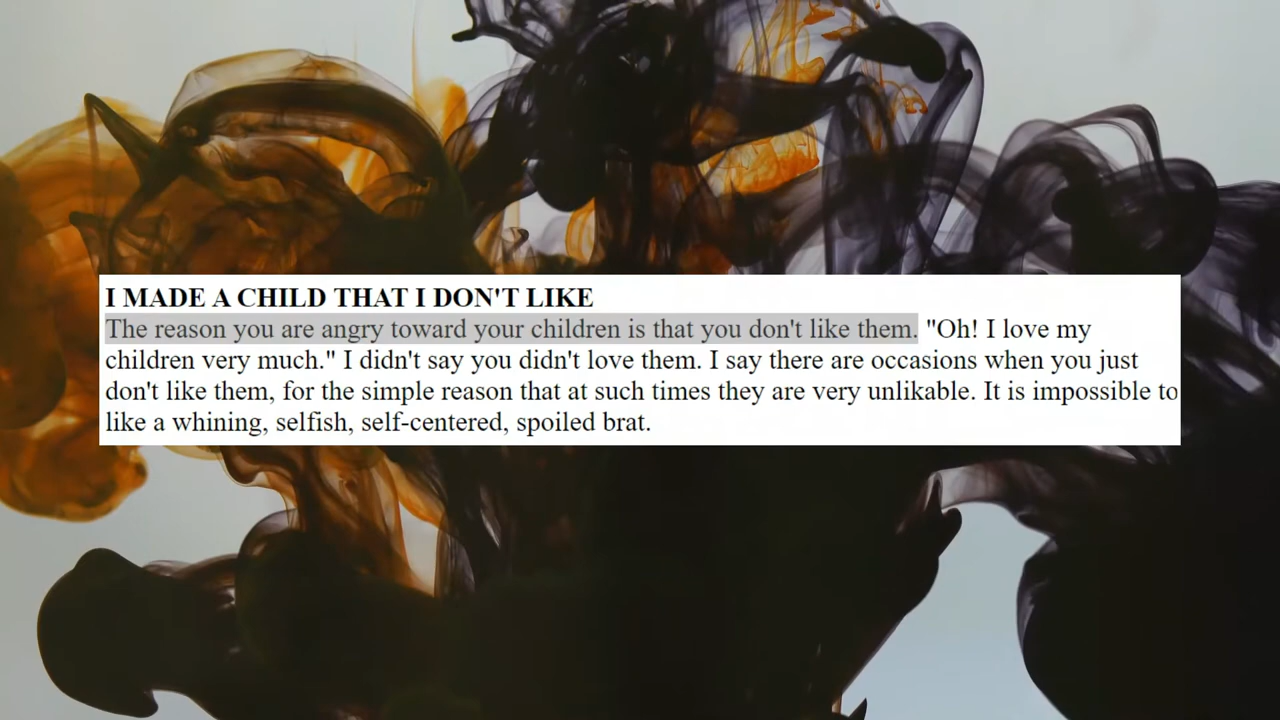 I MADE A CHILD THAT I DON'T LIKE
The reason you are angry toward your children is that you don't like them. "Oh! I love my
children very much." I didn't say you didn't love them. I say there are occasions when you just
don't like them, for the simple reason that at such times they are very unlikable. It is impossible to
like a whining, selfish, self-centered, spoiled brat.